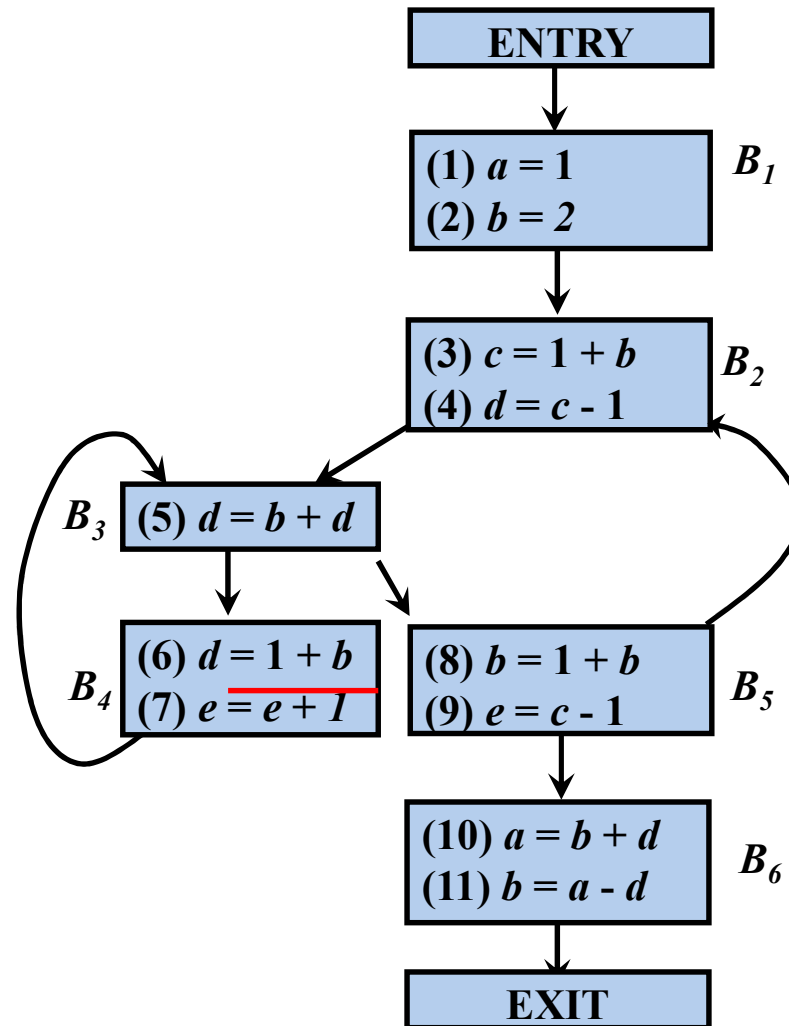 ENTRY
(1) a = 1
(2) b = 2
B1
(3) c = 1 + b
(4) d = c - 1
B2
B3
(5) d = b + d
B4
(6) d = 1 + b
(7) e = e + 1
(8) b = 1 + b
(9) e = c - 1
B5
(10) a = b + d
(11) b = a - d
B6
EXIT